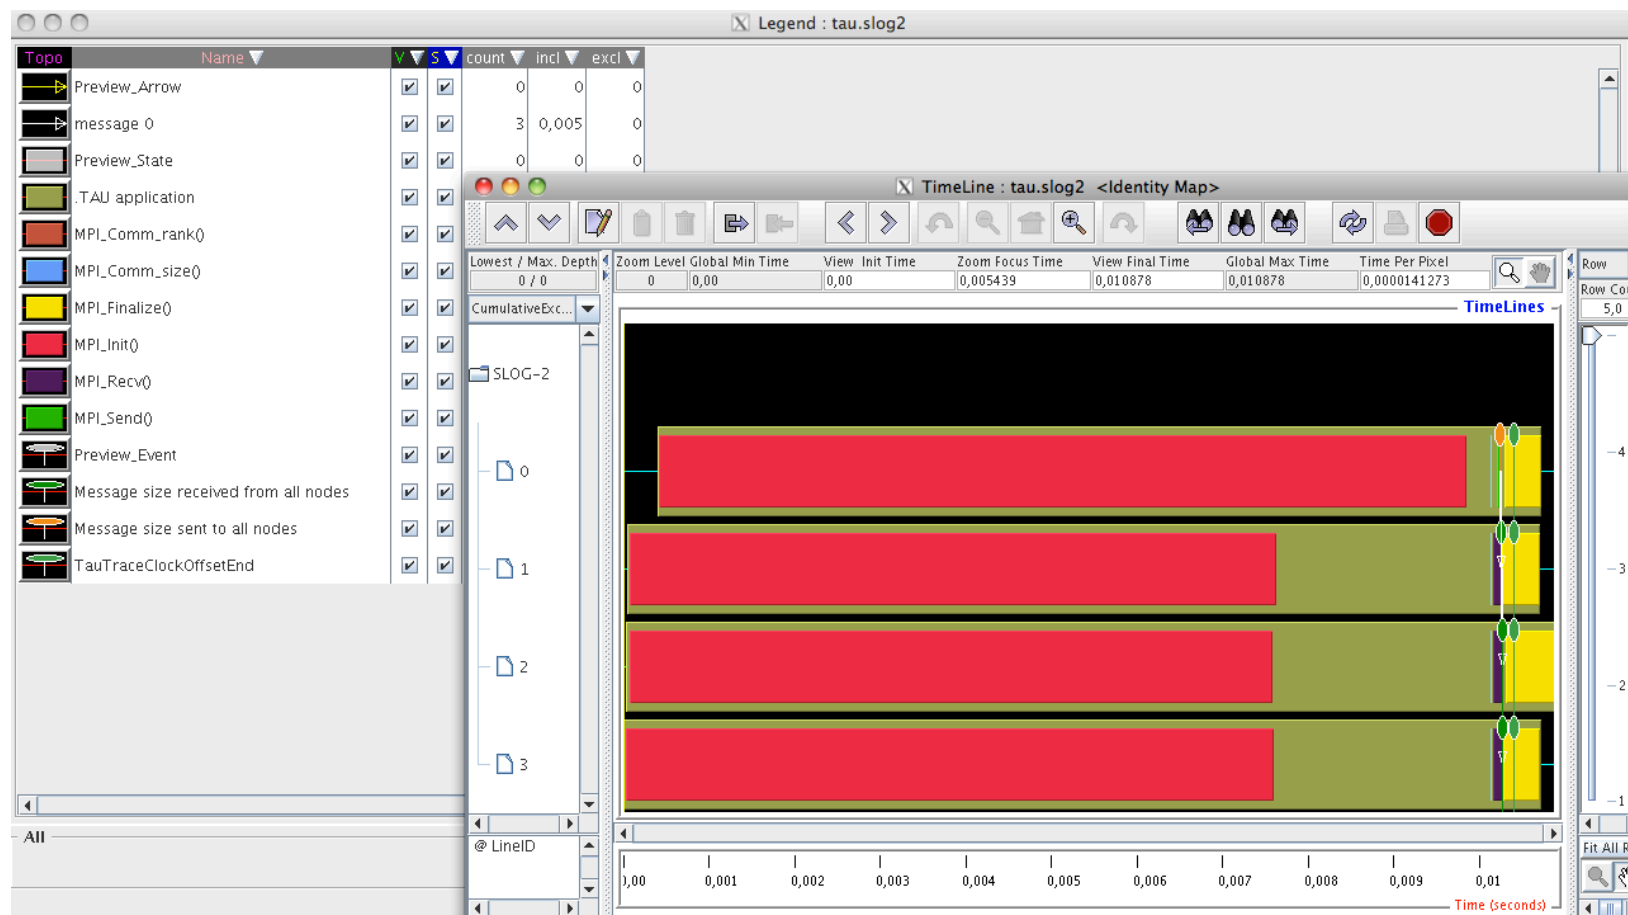 Legend : tau.slog2
Topo Name V S count incl excl
Preview_Arrow 0 0 0
message 0 3 0,005 0
Preview_State 0 0 0
.TAU application
MPI_Comm_rank()
MPI_Comm_size()
MPI_Finalize()
MPI_Init()
MPI_Recv()
MPI_Send()
Preview_Event
Message size received from all nodes
Message size sent to all nodes
TauTraceClockOffsetEnd
All
TimeLine : tau.slog2 <Identity Map>
Lowest / Max. Depth Zoom Level Global Min Time View Init Time Zoom Focus Time View Final Time Global Max Time Time Per Pixel
0 / 0 0 0,00 0,00 0,005439 0,010878 0,010878 0,0000141273
Row
Row Cou
5,0
CumulativeExc...
TimeLines
SLOG-2
0
1
2
3
4
3
2
1
@ LineID
Fit All R
),00 0,001 0,002 0,003 0,004 0,005 0,006 0,007 0,008 0,009 0,01
Time (seconds)